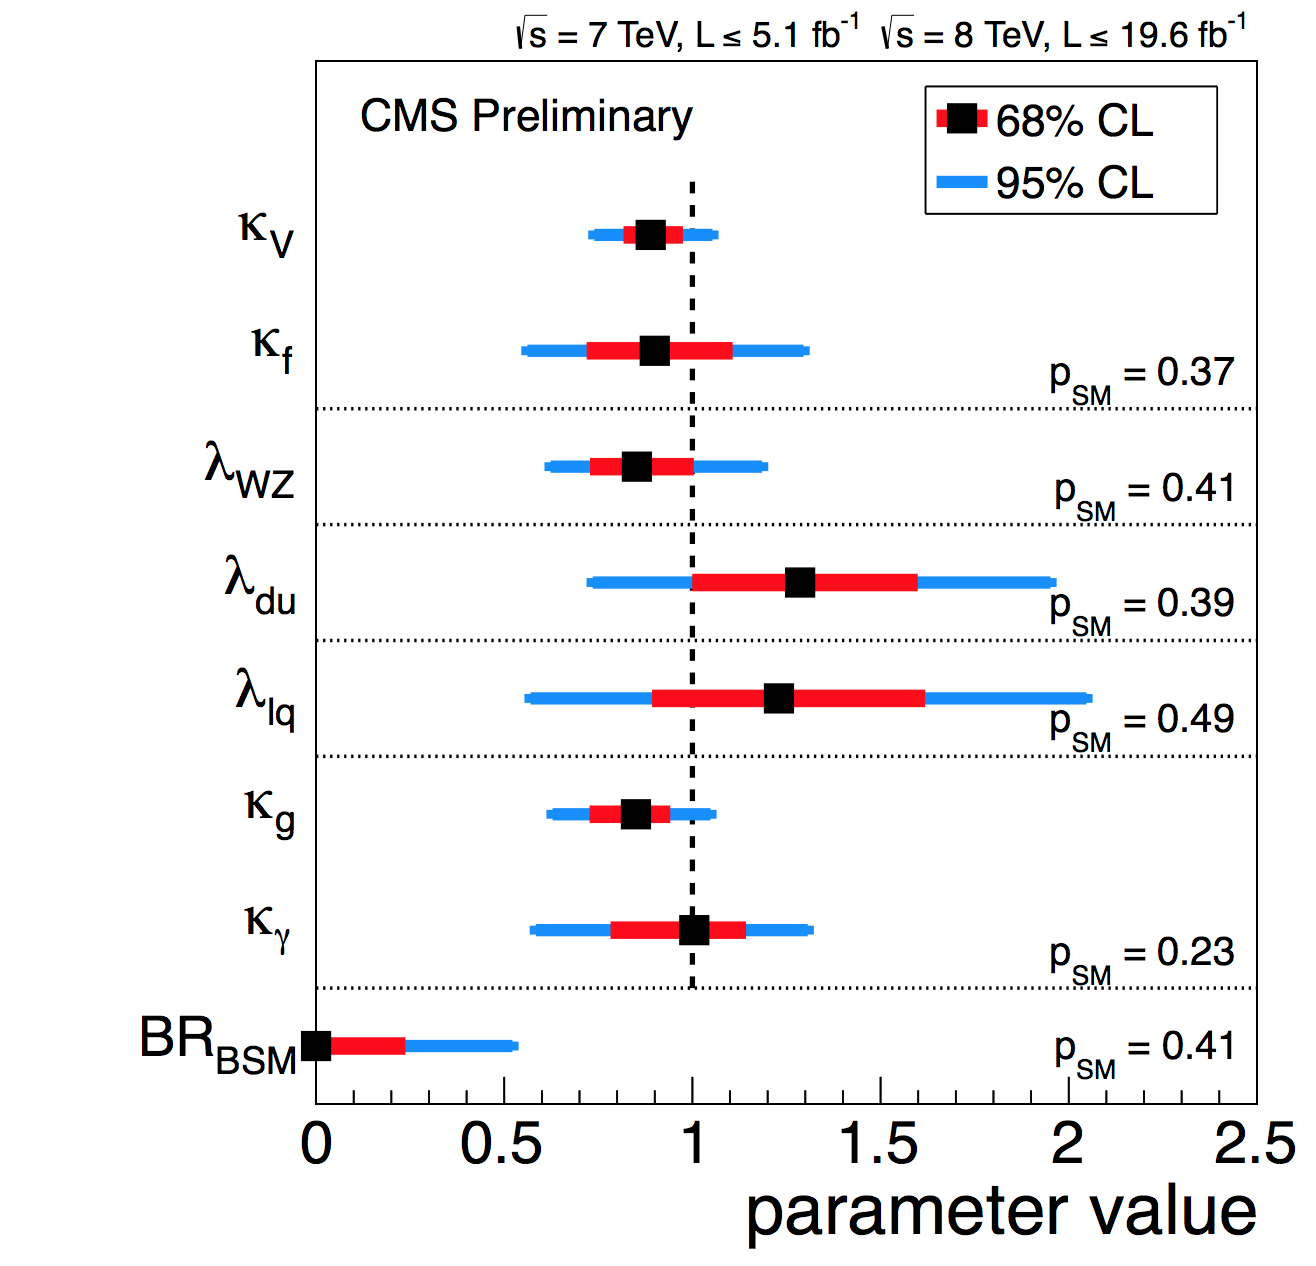 √s = 7 TeV, L ≤ 5.1 fb⁻¹ √s = 8 TeV, L ≤ 19.6 fb⁻¹
CMS Preliminary
68% CL
95% CL
κV
κf
pSM = 0.37
λWZ
pSM = 0.41
λdu
pSM = 0.39
λlq
pSM = 0.49
κg
κγ
pSM = 0.23
BRBSM
pSM = 0.41
0 0.5 1 1.5 2 2.5
parameter value